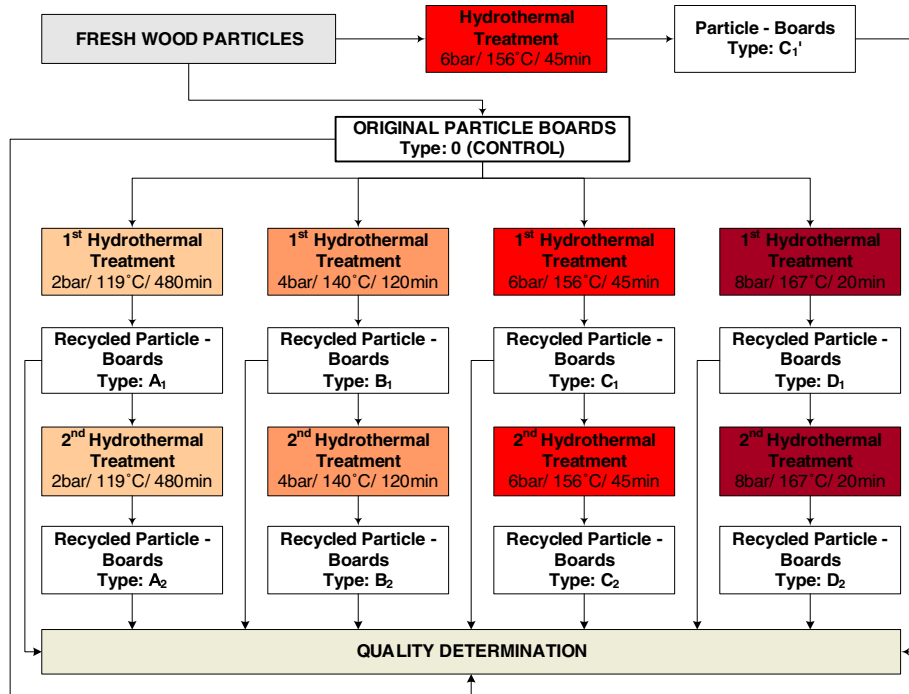 FRESH WOOD PARTICLES
Hydrothermal
Treatment
6bar/ 156˚C/ 45min
Particle - Boards
Type: C₁'
ORIGINAL PARTICLE BOARDS
Type: 0 (CONTROL)
1ˢᵗ Hydrothermal
Treatment
2bar/ 119˚C/ 480min
1ˢᵗ Hydrothermal
Treatment
4bar/ 140˚C/ 120min
1ˢᵗ Hydrothermal
Treatment
6bar/ 156˚C/ 45min
1ˢᵗ Hydrothermal
Treatment
8bar/ 167˚C/ 20min
Recycled Particle -
Boards
Type: A₁
Recycled Particle -
Boards
Type: B₁
Recycled Particle -
Boards
Type: C₁
Recycled Particle -
Boards
Type: D₁
2ⁿᵈ Hydrothermal
Treatment
2bar/ 119˚C/ 480min
2ⁿᵈ Hydrothermal
Treatment
4bar/ 140˚C/ 120min
2ⁿᵈ Hydrothermal
Treatment
6bar/ 156˚C/ 45min
2ⁿᵈ Hydrothermal
Treatment
8bar/ 167˚C/ 20min
Recycled Particle -
Boards
Type: A₂
Recycled Particle -
Boards
Type: B₂
Recycled Particle -
Boards
Type: C₂
Recycled Particle -
Boards
Type: D₂
QUALITY DETERMINATION